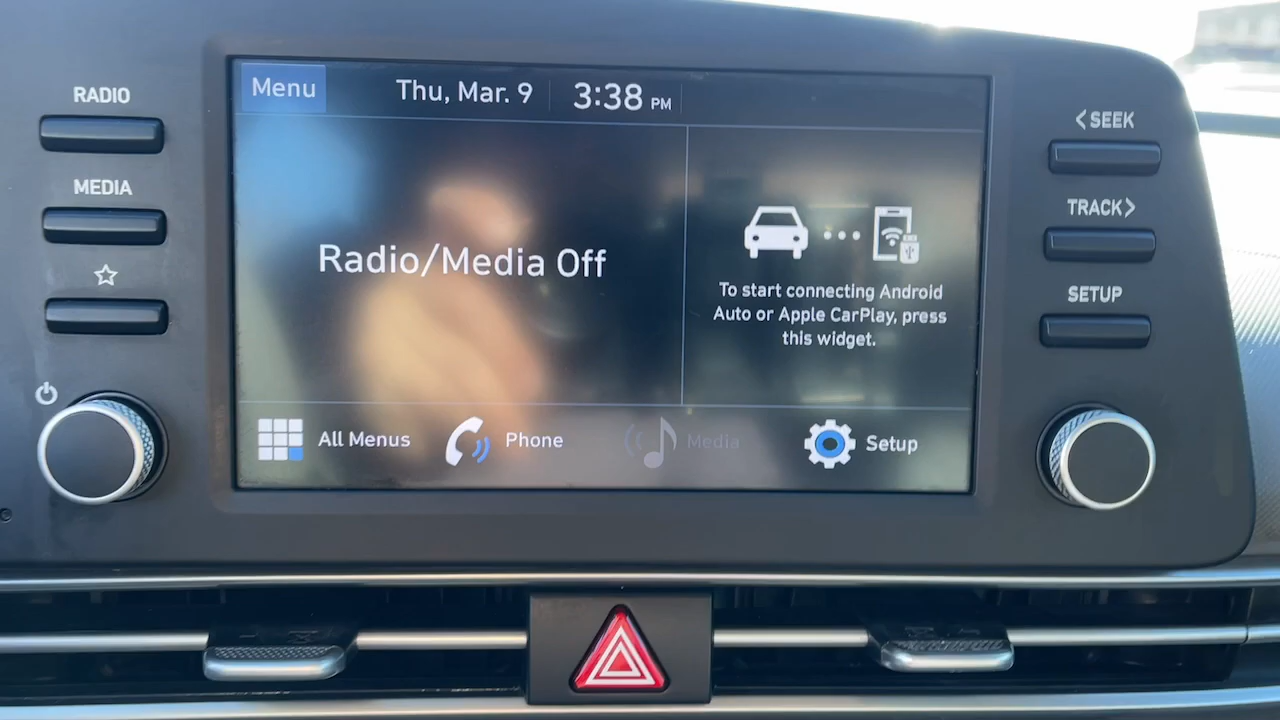 RADIO
MEDIA
Menu
Thu, Mar. 9
3:38 PM
Radio/Media Off
To start connecting Android
Auto or Apple CarPlay, press
this widget.
All Menus
Phone
Media
Setup
<SEEK
TRACK>
SETUP